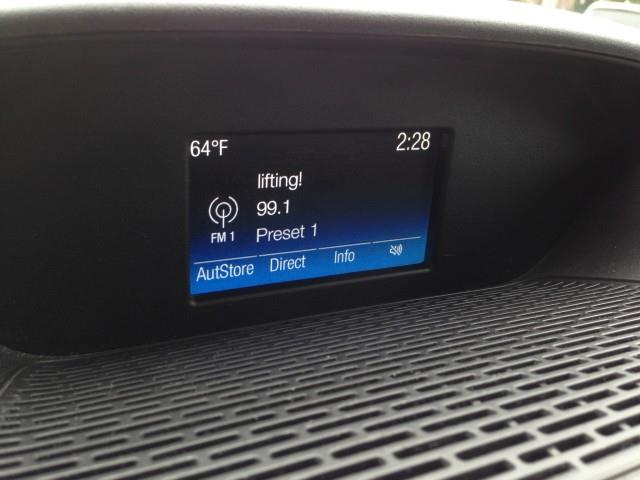 64°F 2:28
lifting!
99.1
FM 1 Preset 1
AutStore Direct Info